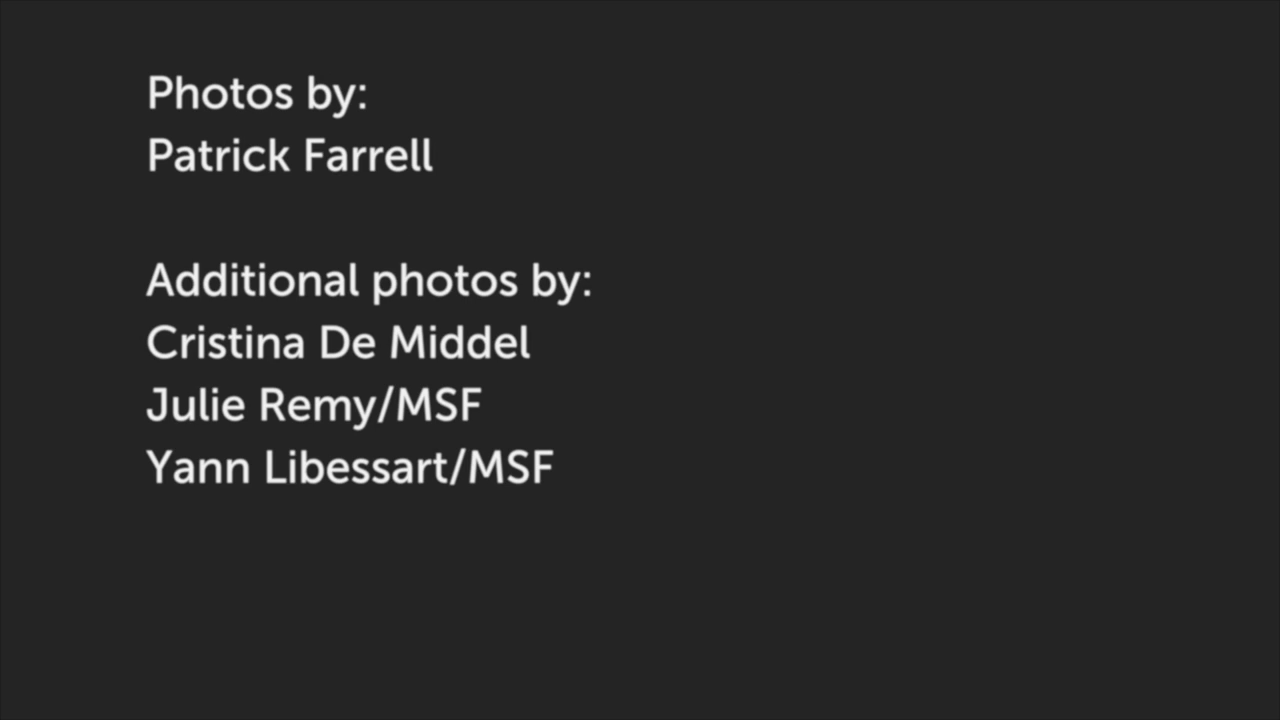 Photos by:
Patrick Farrell
Additional photos by:
Cristina De Middel
Julie Remy/MSF
Yann Libessart/MSF